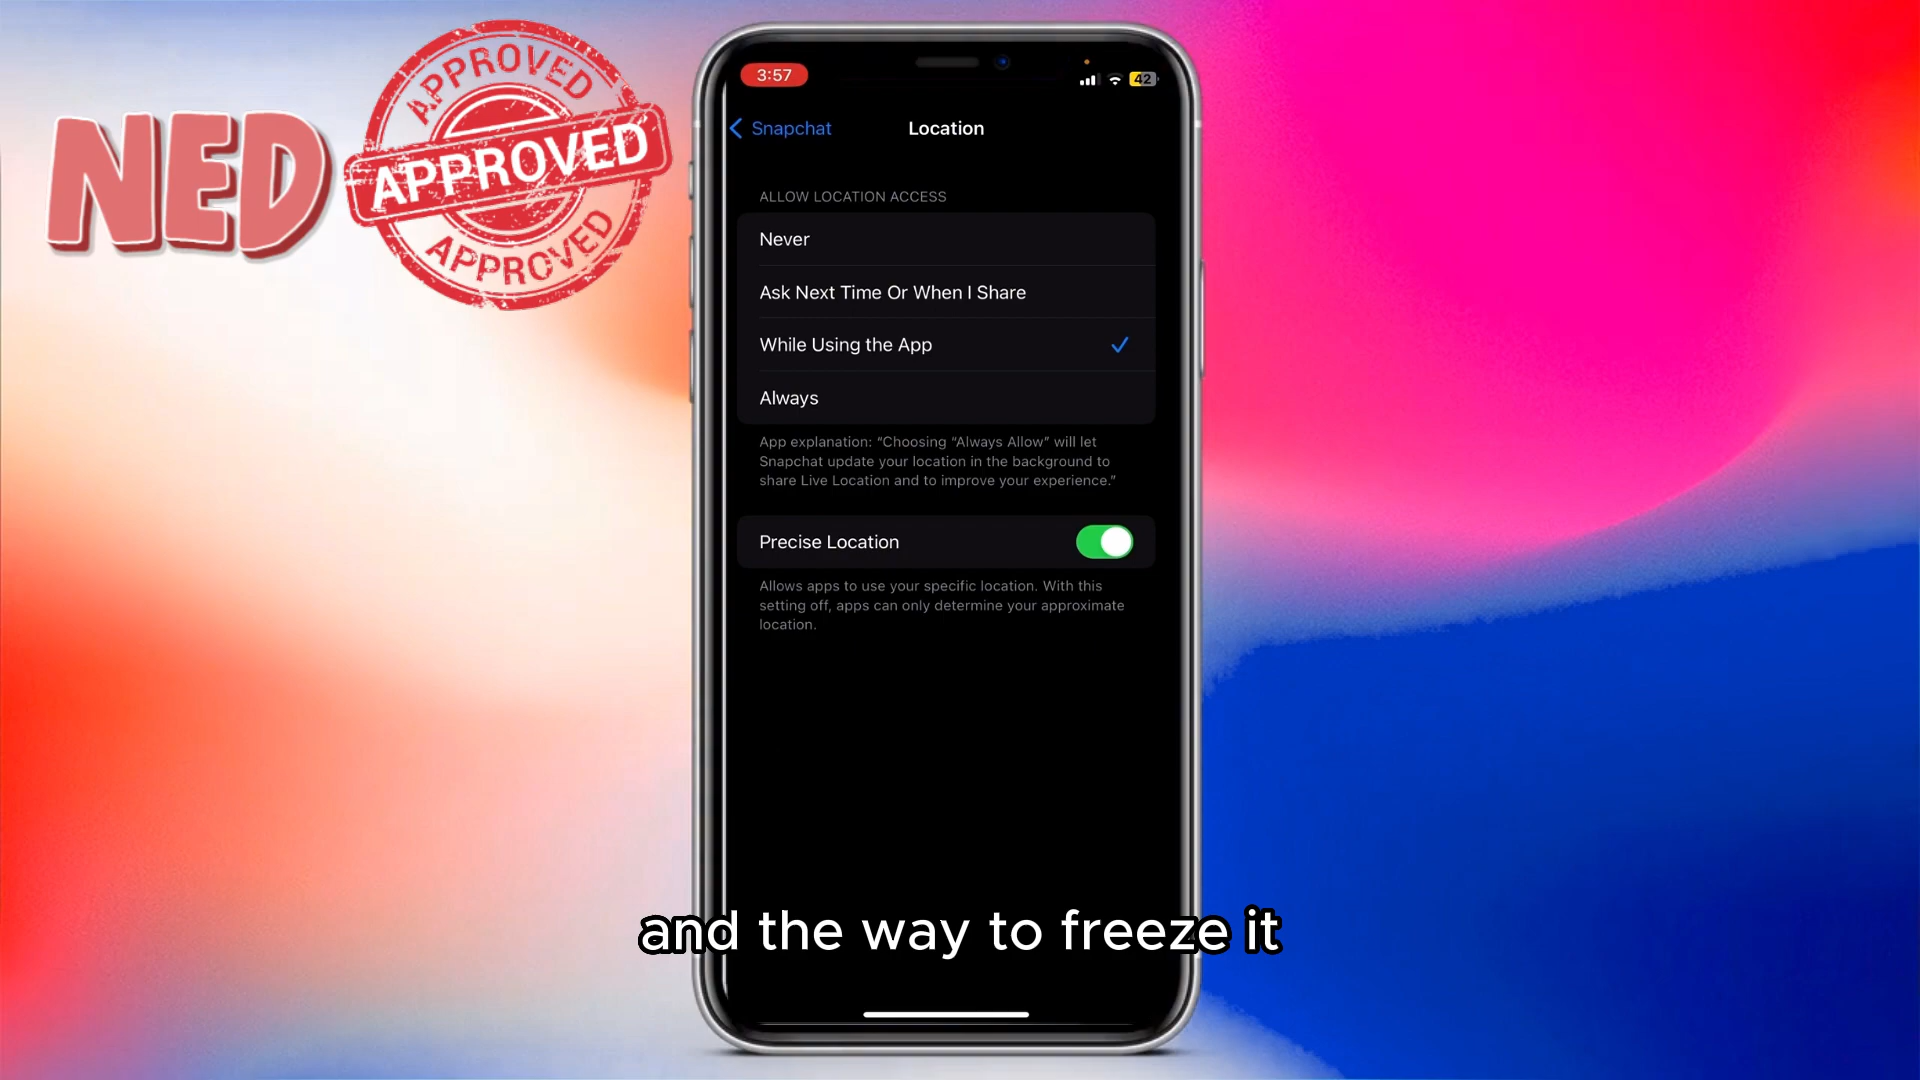 NED
APPROVED
APPROVED
APPROVED
3:57
42
Snapchat
Location
ALLOW LOCATION ACCESS
Never
Ask Next Time Or When I Share
While Using the App
Always
App explanation: “Choosing “Always Allow” will let
Snapchat update your location in the background to
share Live Location and to improve your experience.”
Precise Location
Allows apps to use your specific location. With this
setting off, apps can only determine your approximate
location.
and the way to freeze it